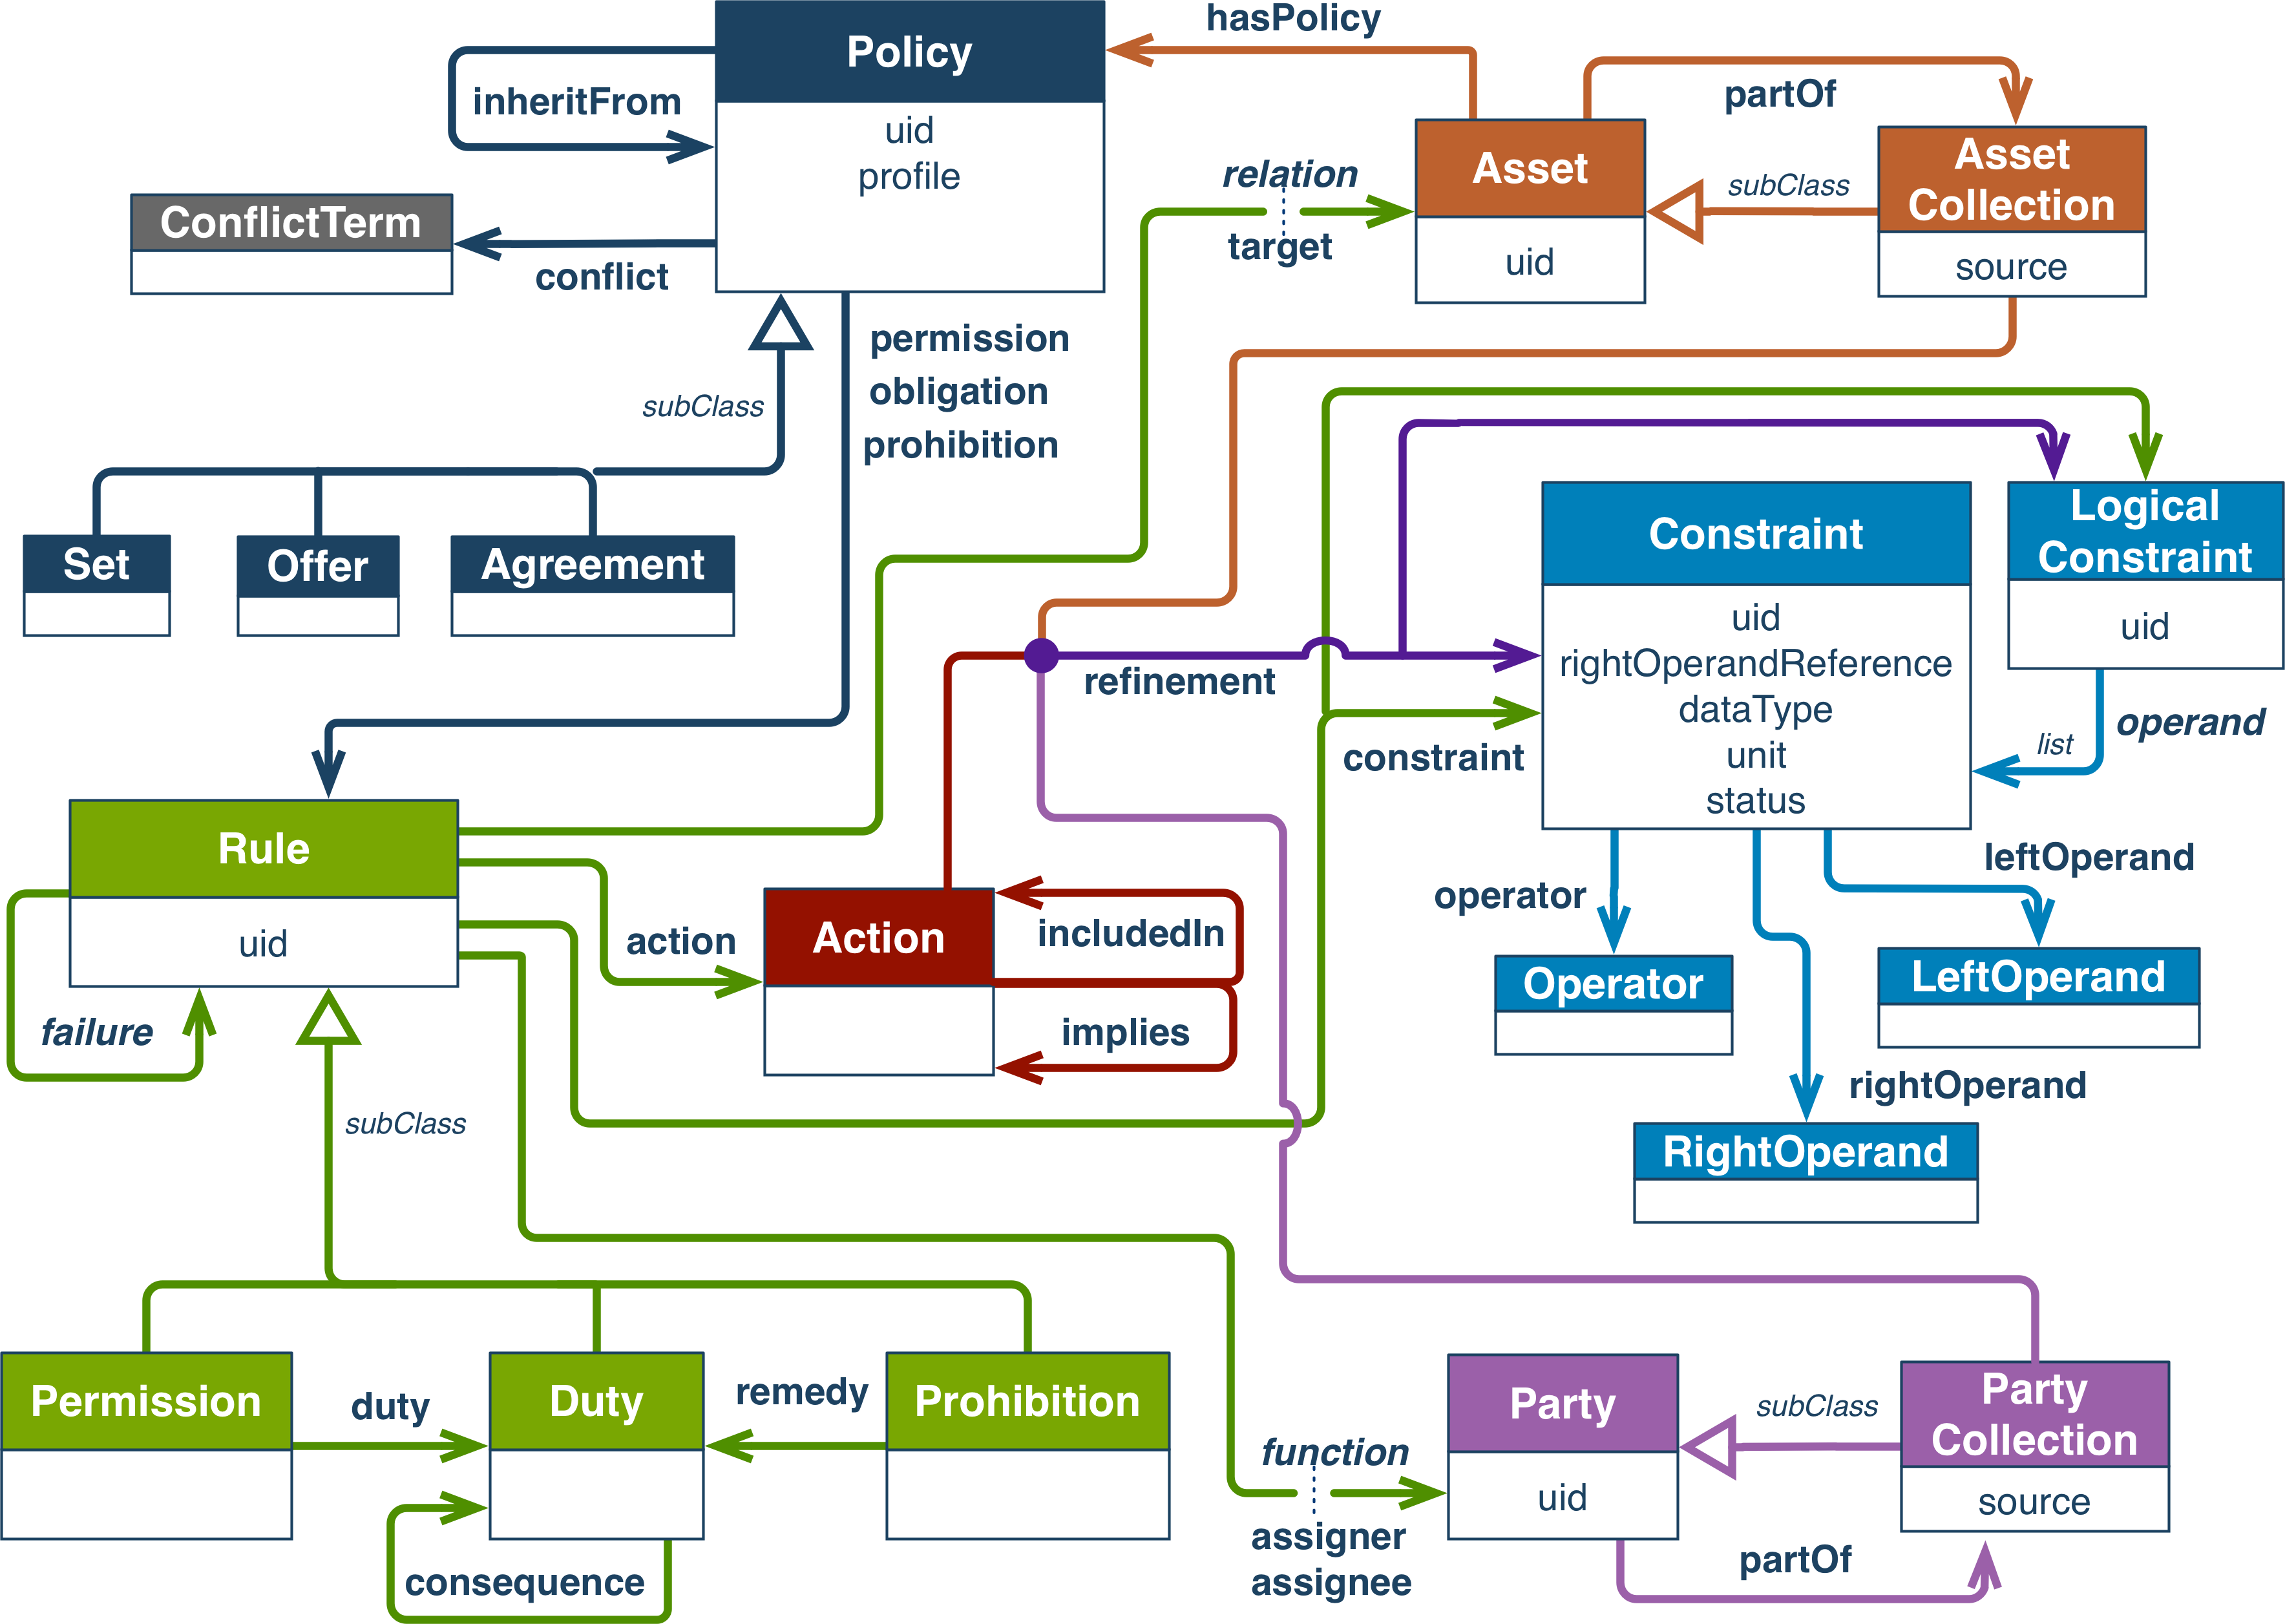 hasPolicy
Policy
inheritFrom
uid
profile
partOf
Asset
uid
Asset
Collection
source
subClass
relation
target
ConflictTerm
conflict
permission
obligation
prohibition
subClass
Set
Offer
Agreement
Constraint
uid
rightOperandReference
dataType
unit
status
Logical
Constraint
uid
refinement
constraint
operand
list
Rule
uid
failure
action
Action
includedIn
implies
operator
leftOperand
Operator
LeftOperand
rightOperand
RightOperand
subClass
Permission
duty
Duty
remedy
Prohibition
consequence
function
assigner
assignee
Party
uid
subClass
Party
Collection
source
partOf